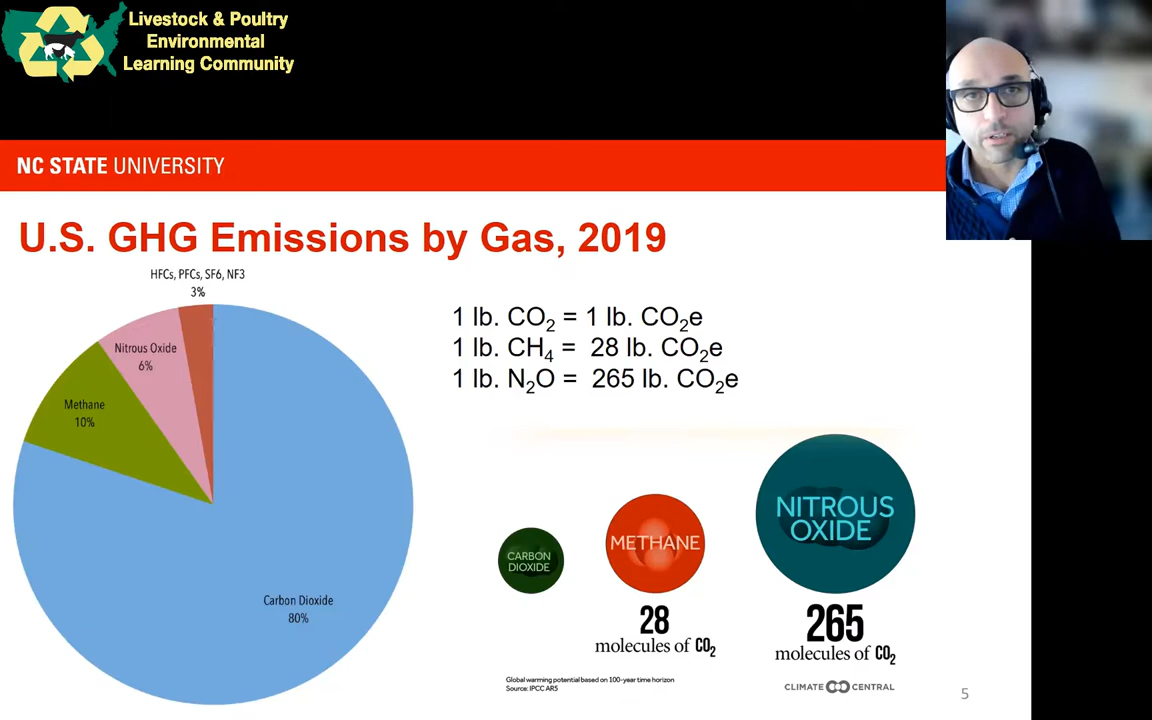 Livestock & Poultry
Environmental
Learning Community
NC STATE UNIVERSITY
U.S. GHG Emissions by Gas, 2019
HFCs, PFCs, SF6, NF3
3%
Nitrous Oxide
6%
Methane
10%
Carbon Dioxide
80%
1 lb. CO₂ = 1 lb. CO₂e
1 lb. CH₄ = 28 lb. CO₂e
1 lb. N₂O = 265 lb. CO₂e
CARBON
DIOXIDE
METHANE
NITROUS
OXIDE
28
molecules of CO₂
265
molecules of CO₂
Global warming potential based on 100-year time horizon
Source: IPCC AR5
CLIMATE CENTRAL
5